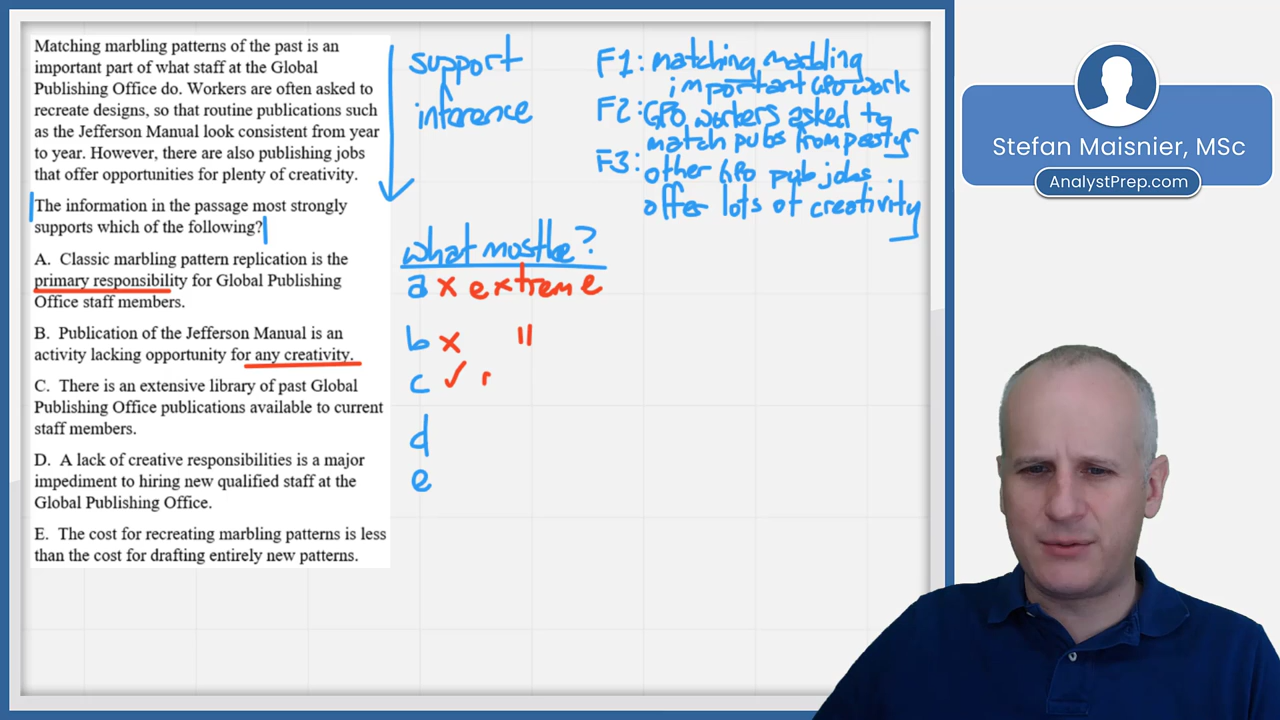 Matching marbling patterns of the past is an
important part of what staff at the Global
Publishing Office do. Workers are often asked to
recreate designs, so that routine publications such
as the Jefferson Manual look consistent from year
to year. However, there are also publishing jobs
that offer opportunities for plenty of creativity.
The information in the passage most strongly
supports which of the following?
A. Classic marbling pattern replication is the
primary responsibility for Global Publishing
Office staff members.
B. Publication of the Jefferson Manual is an
activity lacking opportunity for any creativity.
C. There is an extensive library of past Global
Publishing Office publications available to current
staff members.
D. A lack of creative responsibilities is a major
impediment to hiring new qualified staff at the
Global Publishing Office.
E. The cost for recreating marbling patterns is less
than the cost for drafting entirely new patterns.
support
inference
F1: matching marbling
important GPO work
F2: GPO workers asked to
match pubs from past yr
F3: other GPO pub jobs
offer lots of creativity
what must be?
a x extreme
b x "
c ✓ r
d
e
Stefan Maisnier, MSc
AnalystPrep.com